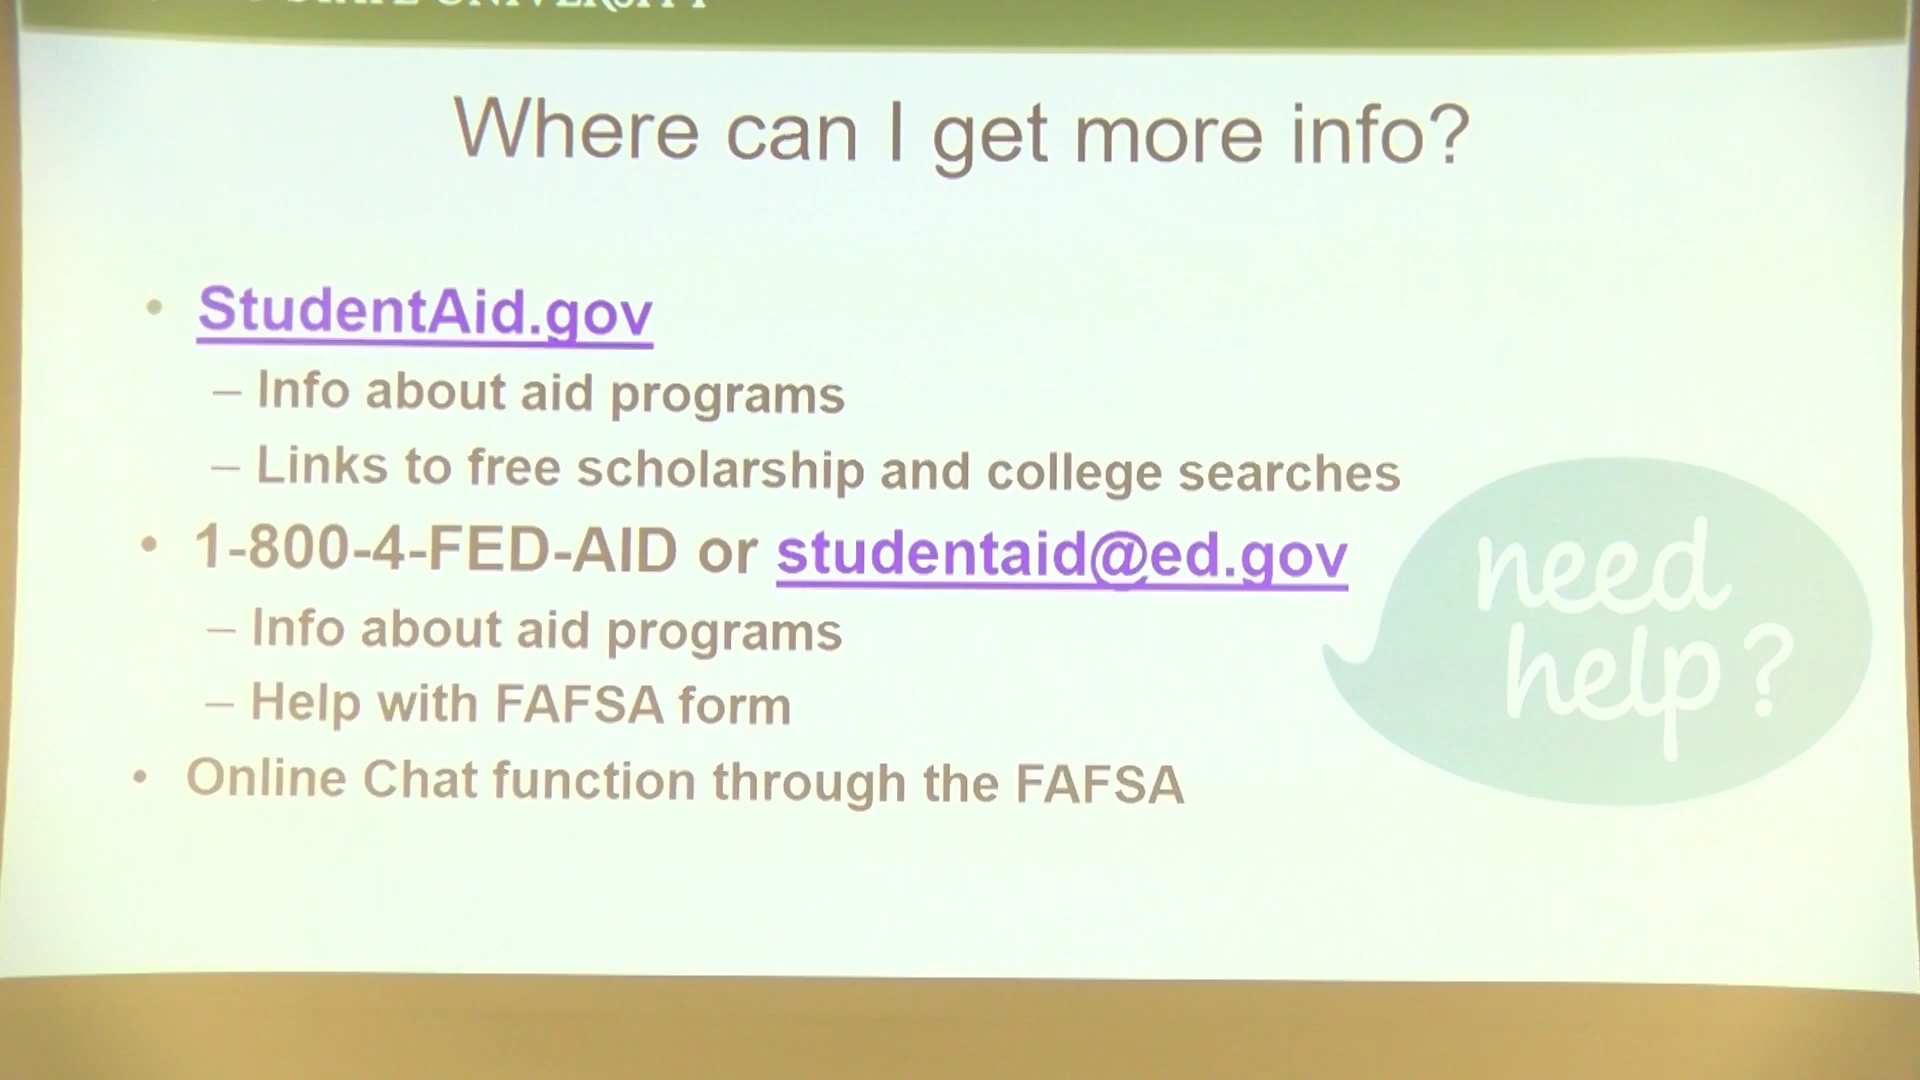 STATE UNIVERSITY
Where can I get more info?
• StudentAid.gov
– Info about aid programs
– Links to free scholarship and college searches
• 1-800-4-FED-AID or studentaid@ed.gov
– Info about aid programs
– Help with FAFSA form
• Online Chat function through the FAFSA
need
help?